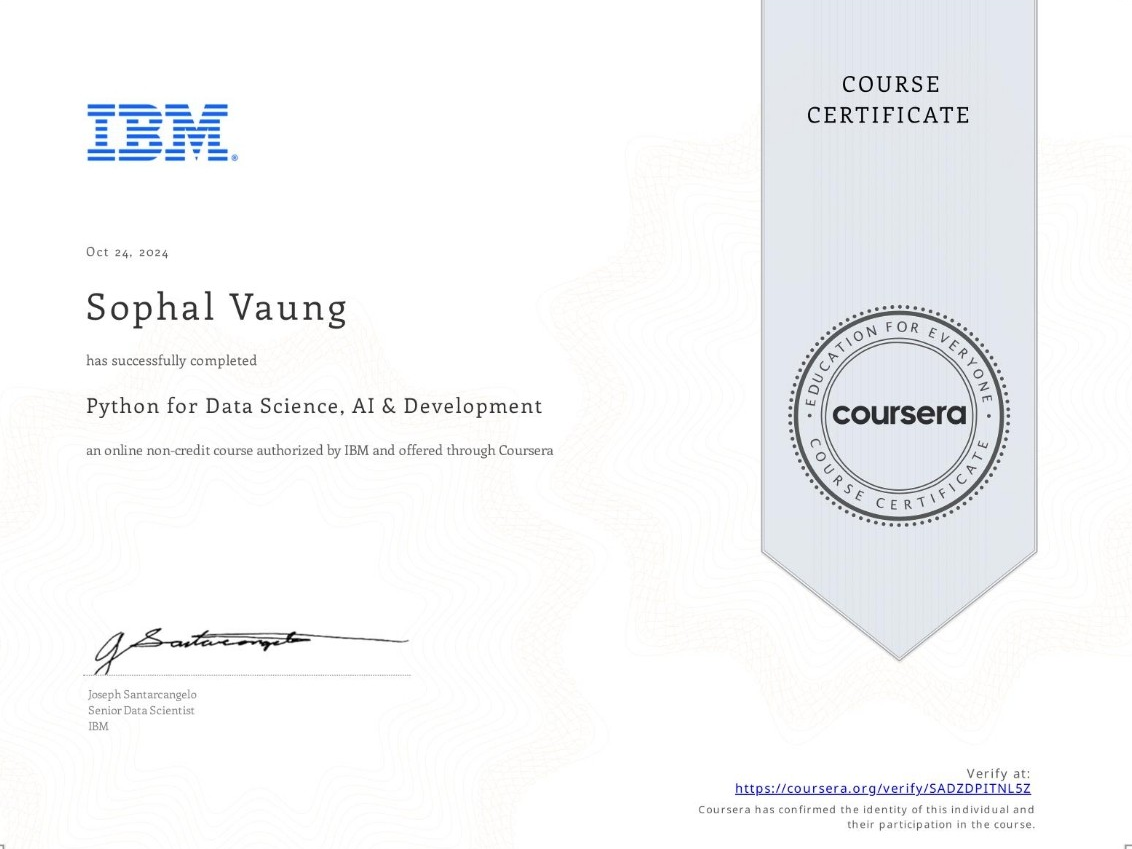 COURSE
CERTIFICATE
IBM®
Oct 24, 2024
Sophal Vaung
has successfully completed
Python for Data Science, AI & Development
an online non-credit course authorized by IBM and offered through Coursera
EDUCATION FOR EVERYONE
coursera
COURSE CERTIFICATE
J Santarcangelo
Joseph Santarcangelo
Senior Data Scientist
IBM
Verify at:
https://coursera.org/verify/SADZDPITNL5Z
Coursera has confirmed the identity of this individual and
their participation in the course.